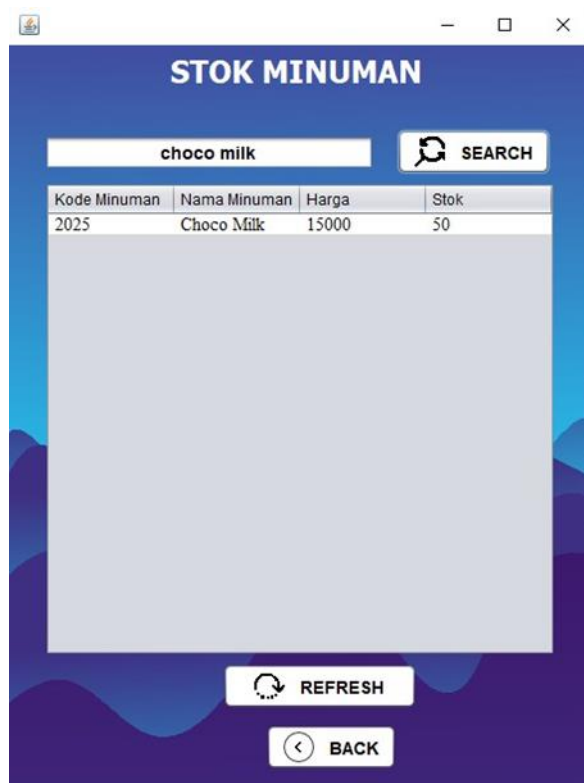 STOK MINUMAN
choco milk
SEARCH
Kode Minuman Nama Minuman Harga Stok
2025 Choco Milk 15000 50
REFRESH
BACK